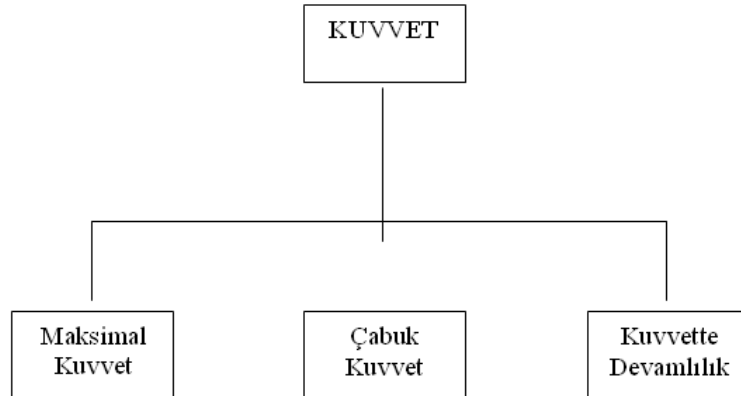 KUVVET
Maksimal
Kuvvet
Çabuk
Kuvvet
Kuvvette
Devamlılık